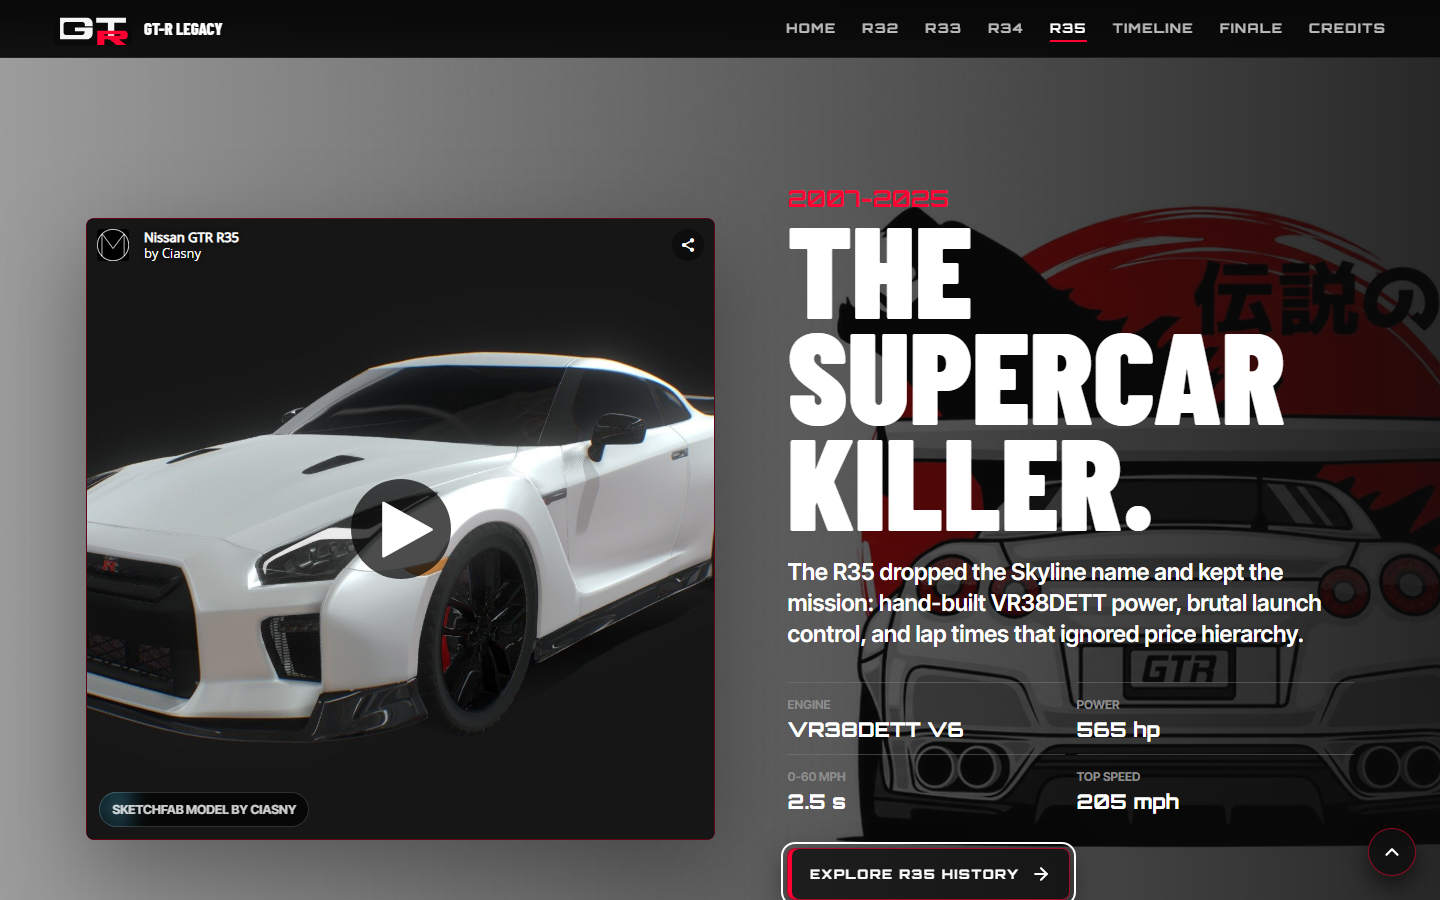 GTR
GT-R LEGACY
HOME
R32
R33
R34
R35
TIMELINE
FINALE
CREDITS
Nissan GTR R35
by Ciasny
R
SKETCHFAB MODEL BY CIASNY
2007-2025
THE
SUPERCAR
KILLER.
伝説の
The R35 dropped the Skyline name and kept the
mission: hand-built VR38DETT power, brutal launch
control, and lap times that ignored price hierarchy.
GTR
ENGINE
VR38DETT V6
POWER
565 hp
0-60 MPH
2.5 s
TOP SPEED
205 mph
EXPLORE R35 HISTORY